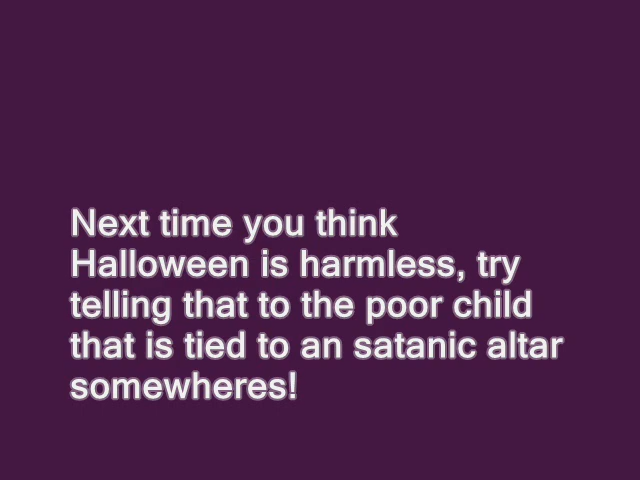 Next time you think
Halloween is harmless, try
telling that to the poor child
that is tied to an satanic altar
somewheres!